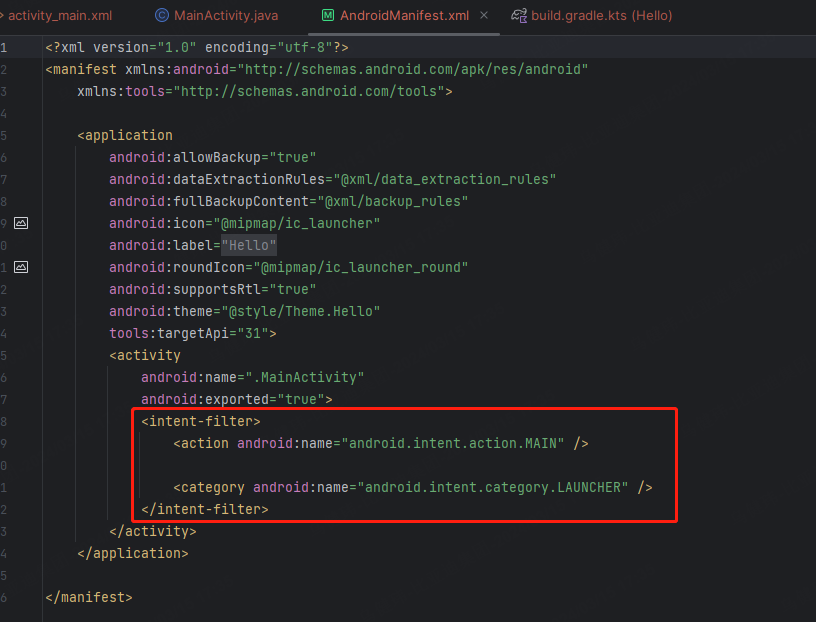 activity_main.xml MainActivity.java AndroidManifest.xml build.gradle.kts (Hello)
1 <?xml version="1.0" encoding="utf-8"?>
2 <manifest xmlns:android="http://schemas.android.com/apk/res/android"
3 xmlns:tools="http://schemas.android.com/tools">
4
5 <application
6 android:allowBackup="true"
7 android:dataExtractionRules="@xml/data_extraction_rules"
8 android:fullBackupContent="@xml/backup_rules"
9 android:icon="@mipmap/ic_launcher"
0 android:label="Hello"
1 android:roundIcon="@mipmap/ic_launcher_round"
2 android:supportsRtl="true"
3 android:theme="@style/Theme.Hello"
4 tools:targetApi="31">
5 <activity
6 android:name=".MainActivity"
7 android:exported="true">
8 <intent-filter>
9 <action android:name="android.intent.action.MAIN" />
0
1 <category android:name="android.intent.category.LAUNCHER" />
2 </intent-filter>
3 </activity>
4 </application>
5
6 </manifest>